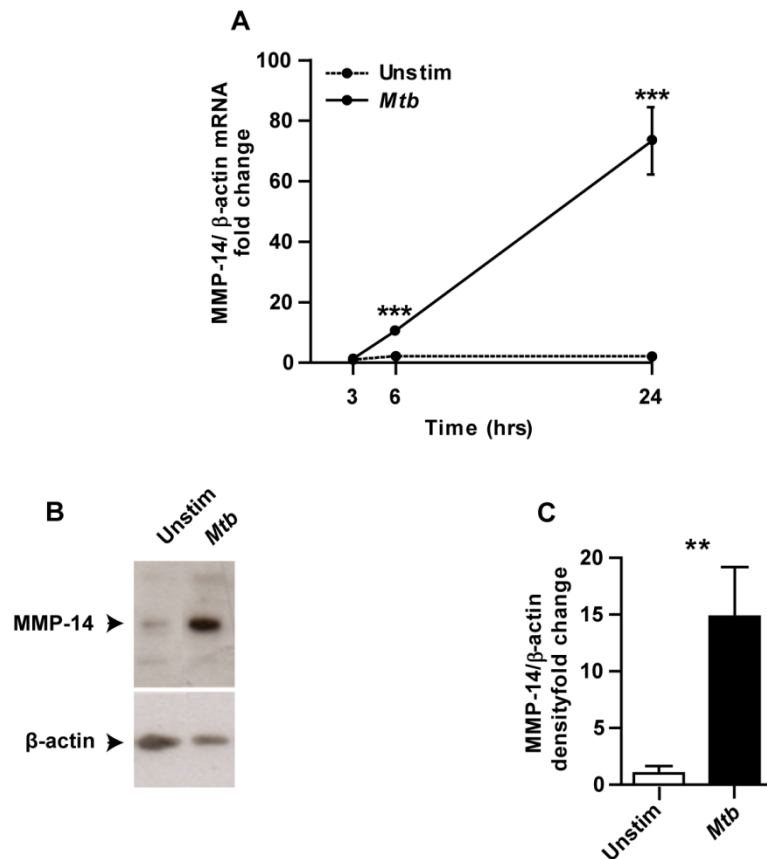 A
MMP-14/ β-actin mRNA
fold change
100
80
60
40
20
0
Unstim
Mtb
***
***
3 6 24
Time (hrs)
B
Unstim
Mtb
MMP-14
β-actin
C
MMP-14/β-actin
densityfold change
20
15
10
5
0
**
Unstim
Mtb